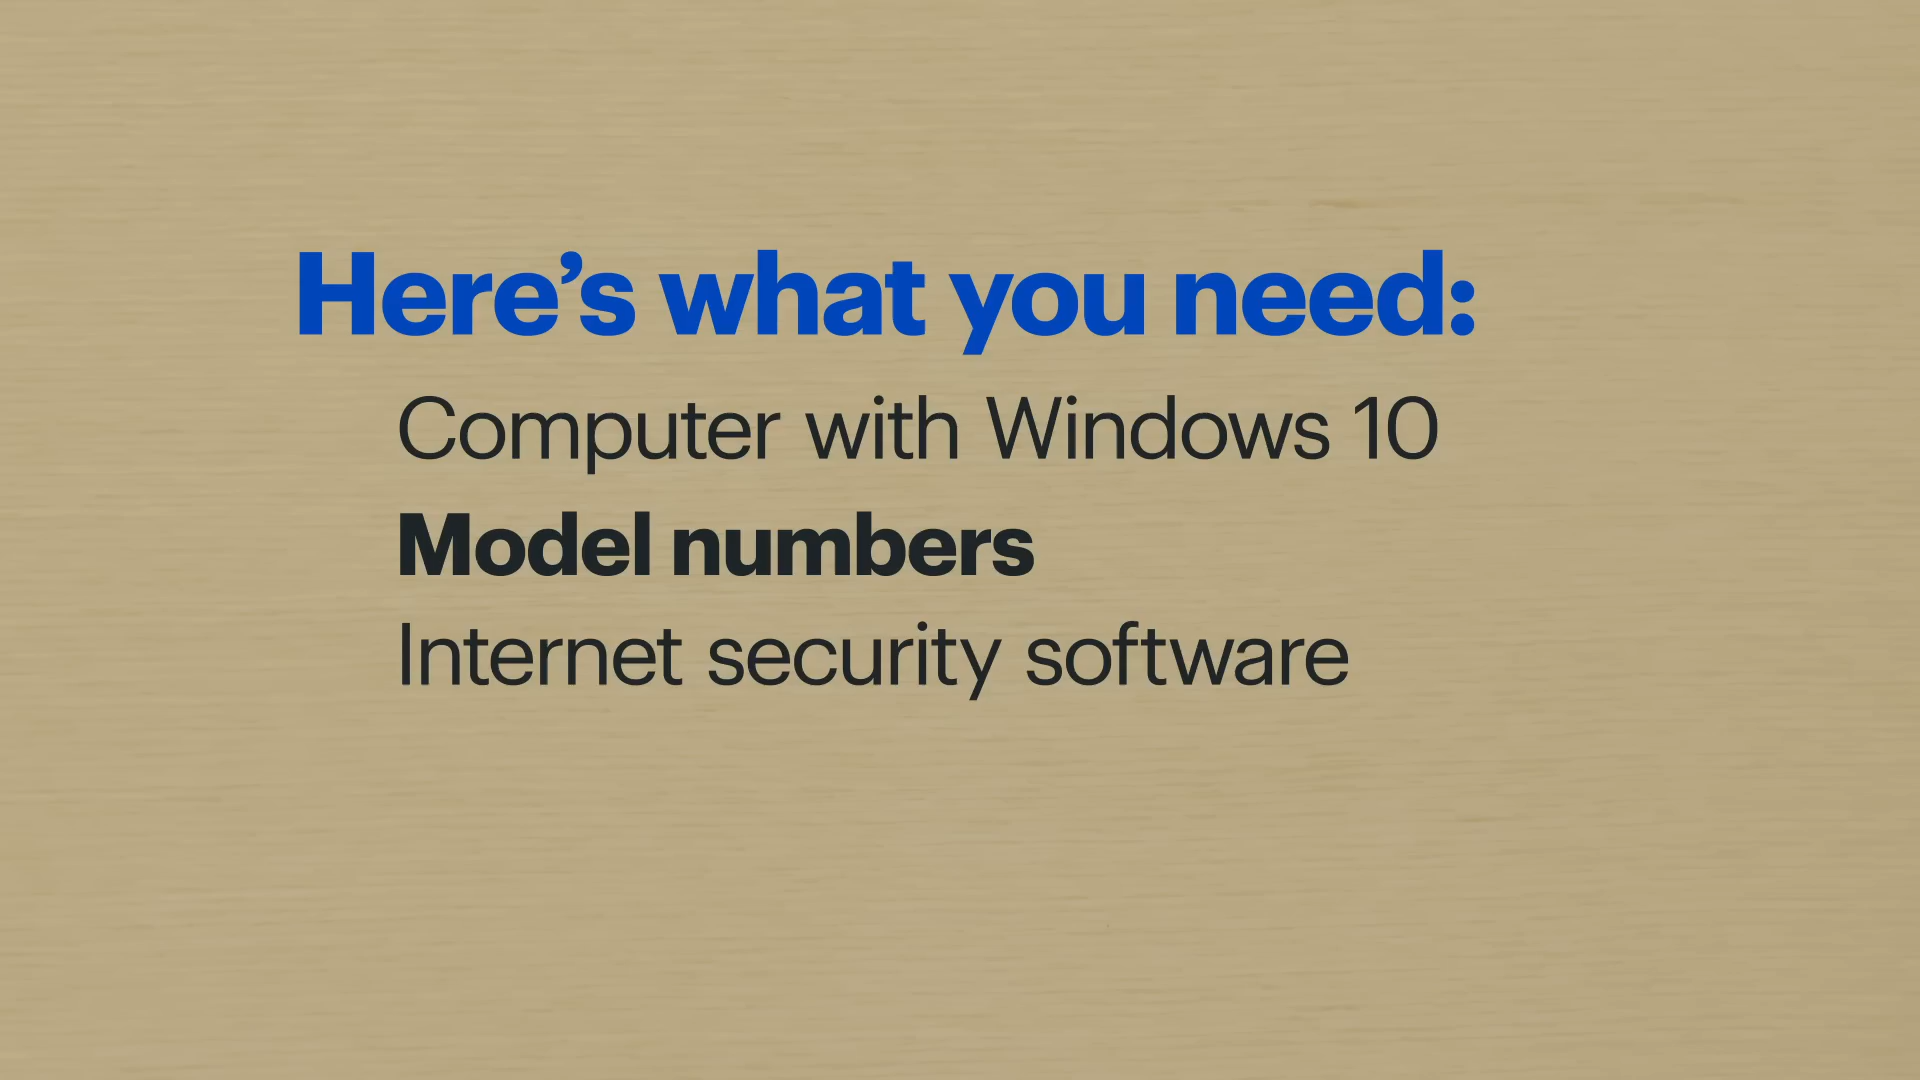 Here’s what you need:
Computer with Windows 10
Model numbers
Internet security software